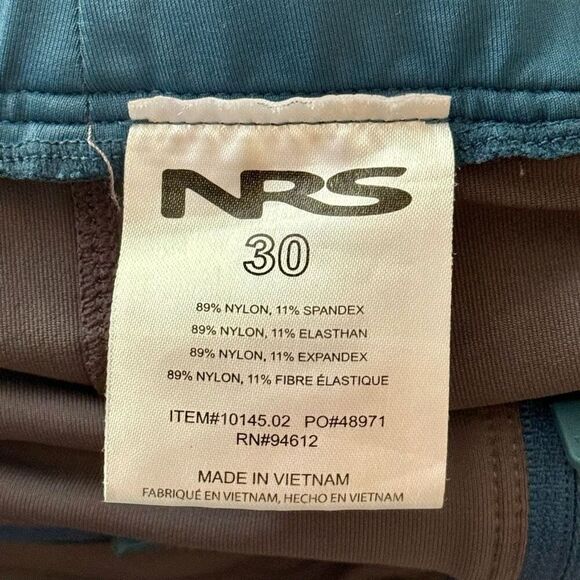 NRS
30
89% NYLON, 11% SPANDEX
89% NYLON, 11% ELASTHAN
89% NYLON, 11% EXPANDEX
89% NYLON, 11% FIBRE ÉLASTIQUE
ITEM#10145.02 PO#48971
RN#94612
MADE IN VIETNAM
FABRIQUÉ EN VIETNAM, HECHO EN VIETNAM